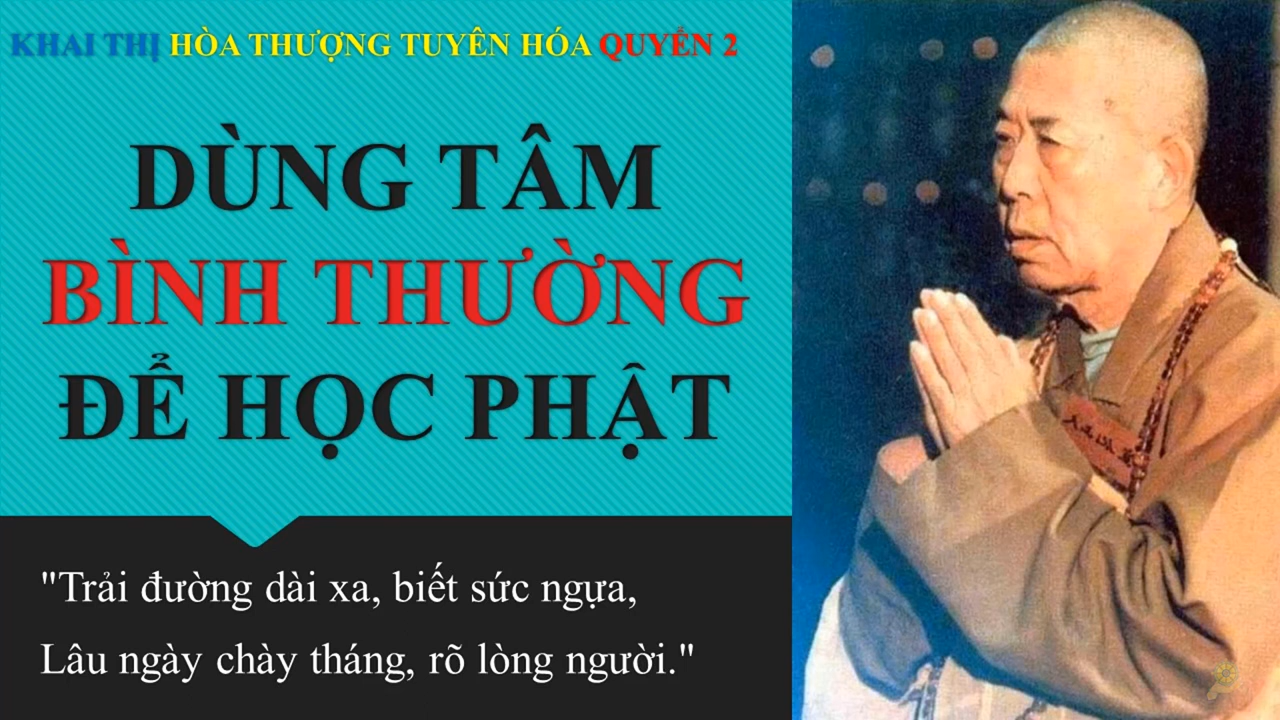 KHAI THỊ HÒA THƯỢNG TUYÊN HÓA QUYỂN 2
DÙNG TÂM
BÌNH THƯỜNG
ĐỂ HỌC PHẬT
"Trải đường dài xa, biết sức ngựa,
Lâu ngày chày tháng, rõ lòng người."